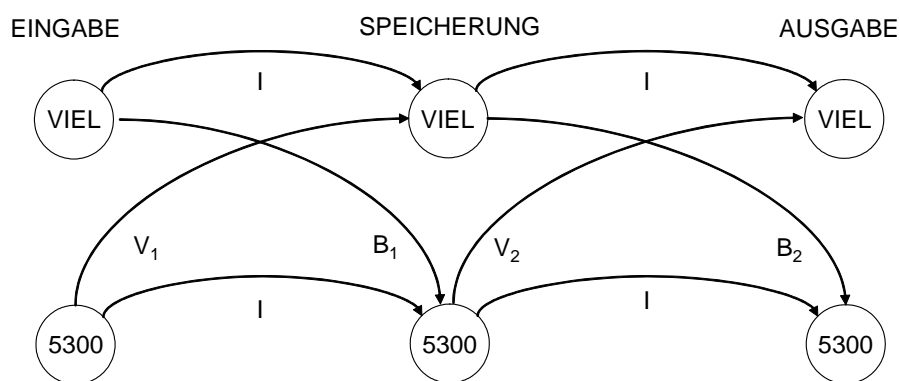 EINGABE SPEICHERUNG AUSGABE
I I
VIEL VIEL VIEL
V₁ B₁ V₂ B₂
I I
5300 5300 5300